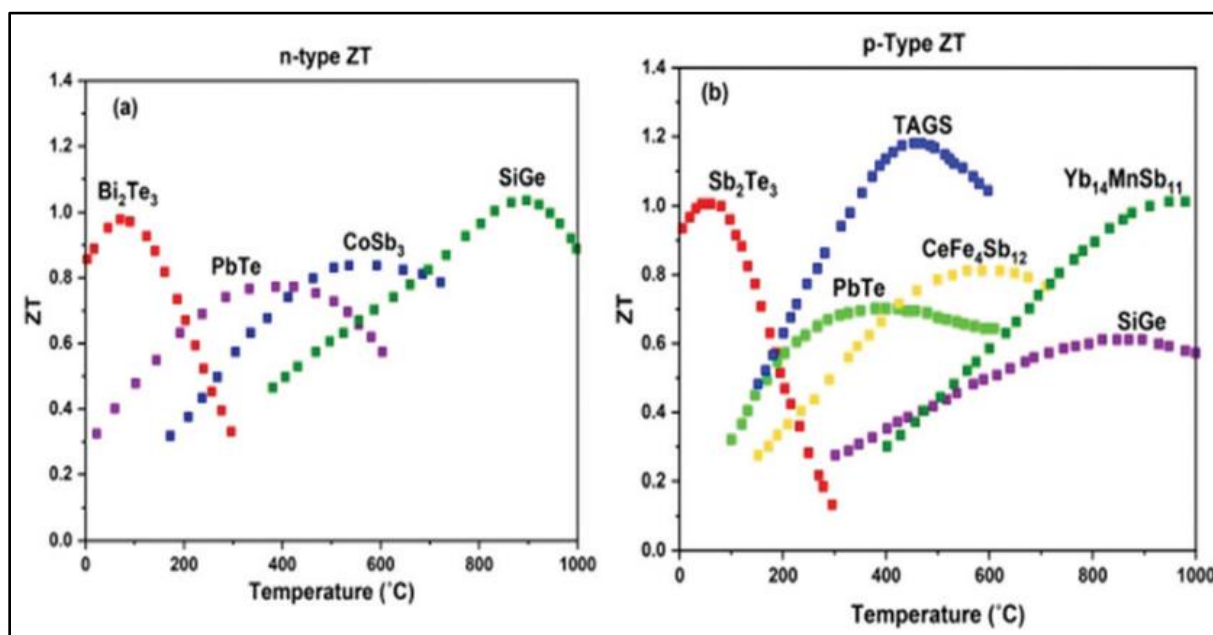 n-type ZT
(a)
1.4
1.2
1.0
0.8
0.6
0.4
0.2
0.0
ZT
Bi₂Te₃
PbTe
CoSb₃
SiGe
0 200 400 600 800 1000
Temperature (˚C)
p-Type ZT
(b)
1.4
1.2
1.0
0.8
0.6
0.4
0.2
0.0
ZT
TAGS
Sb₂Te₃
Yb₁₄MnSb₁₁
CeFe₄Sb₁₂
PbTe
SiGe
0 200 400 600 800 1000
Temperature (˚C)